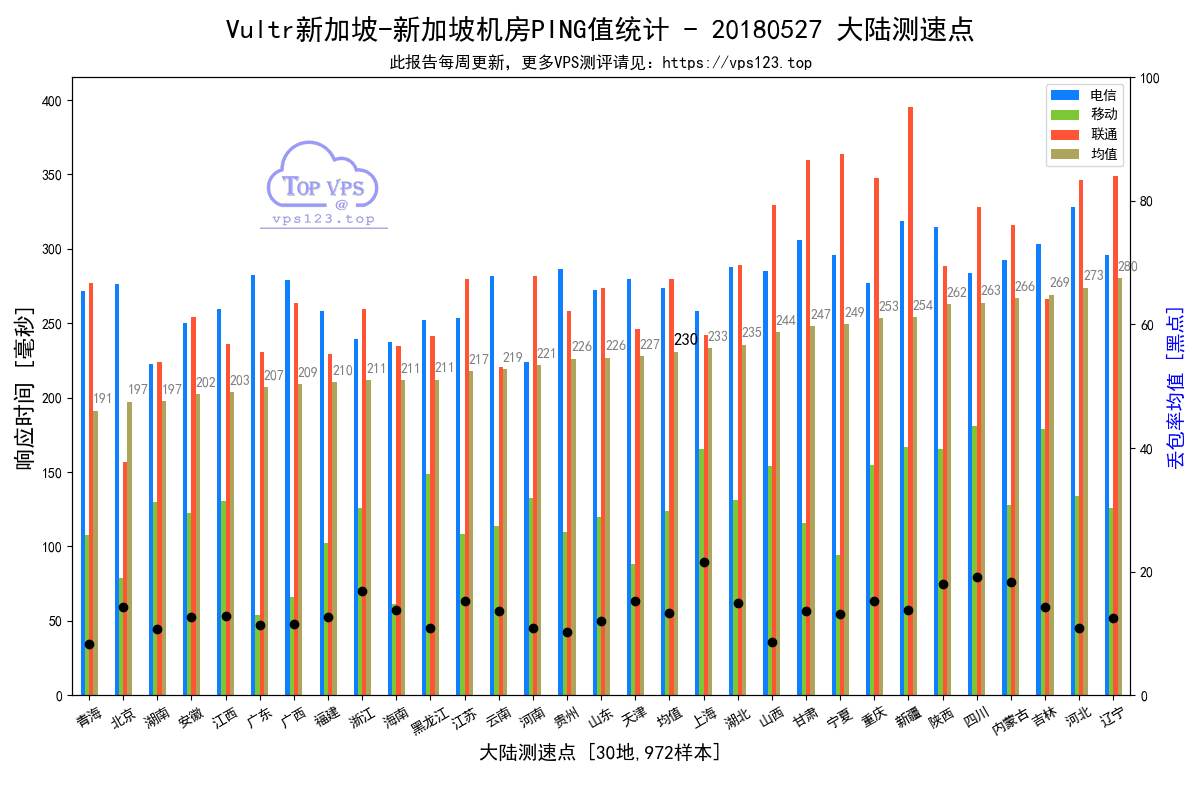 Vultr新加坡-新加坡机房PING值统计 - 20180527 大陆测速点
此报告每周更新，更多VPS测评请见：https://vps123.top
电信
移动
联通
均值
TOP VPS
@
vps123.top
响应时间 [毫秒]
400
350
300
250
200
150
100
50
0
191 197 197 202 203 207 209 210 211 211 211 217 219 221 226 226 227 230 233 235 244 247 249 253 254 262 263 266 269 273 280
100
80
60
40
20
0
丢包率均值 [黑点]
青海 北京 湖南 安徽 江西 广东 广西 福建 浙江 海南 黑龙江 江苏 云南 河南 贵州 山东 天津 均值 上海 湖北 山西 甘肃 宁夏 重庆 新疆 陕西 四川 内蒙古 吉林 河北 辽宁
大陆测速点 [30地,972样本]